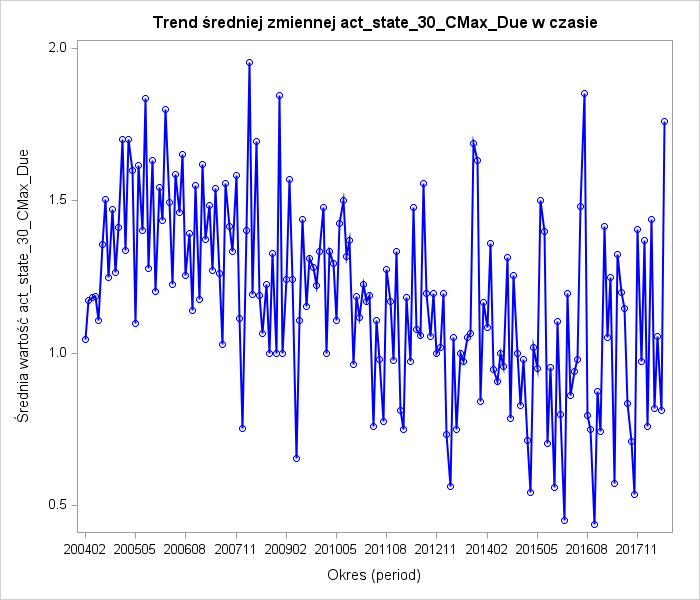 Trend średniej zmiennej act_state_30_CMax_Due w czasie
Średnia wartość act_state_30_CMax_Due
2.0
1.5
1.0
0.5
200402 200505 200608 200711 200902 201005 201108 201211 201402 201505 201608 201711
Okres (period)